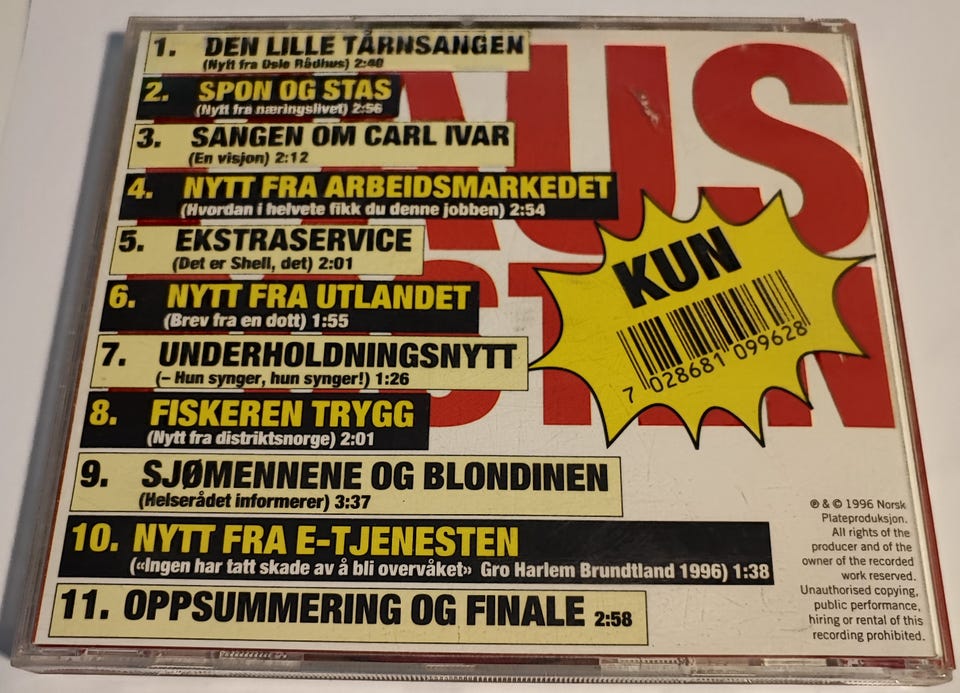 1. DEN LILLE TÅRNSANGEN
(Nytt fra Oslo Rådhus) 2:40
2. SPON OG STAS
(Nytt fra næringslivet) 2:56
3. SANGEN OM CARL IVAR
(En visjon) 2:12
4. NYTT FRA ARBEIDSMARKEDET
(Hvordan i helvete fikk du denne jobben) 2:54
5. EKSTRASERVICE
(Det er Shell, det) 2:01
6. NYTT FRA UTLANDET
(Brev fra en dott) 1:55
7. UNDERHOLDNINGSNYTT
(– Hun synger, hun synger!) 1:26
8. FISKEREN TRYGG
(Nytt fra distriktsnorge) 2:01
9. SJØMENNENE OG BLONDINEN
(Helserådet informerer) 3:37
10. NYTT FRA E-TJENESTEN
(«Ingen har tatt skade av å bli overvåket» Gro Harlem Brundtland 1996) 1:38
11. OPPSUMMERING OG FINALE 2:58
KUN
7 028681 099628
℗ & © 1996 Norsk
Plateproduksjon.
All rights of the
producer and of the
owner of the recorded
work reserved.
Unauthorised copying,
public performance,
hiring or rental of this
recording prohibited.